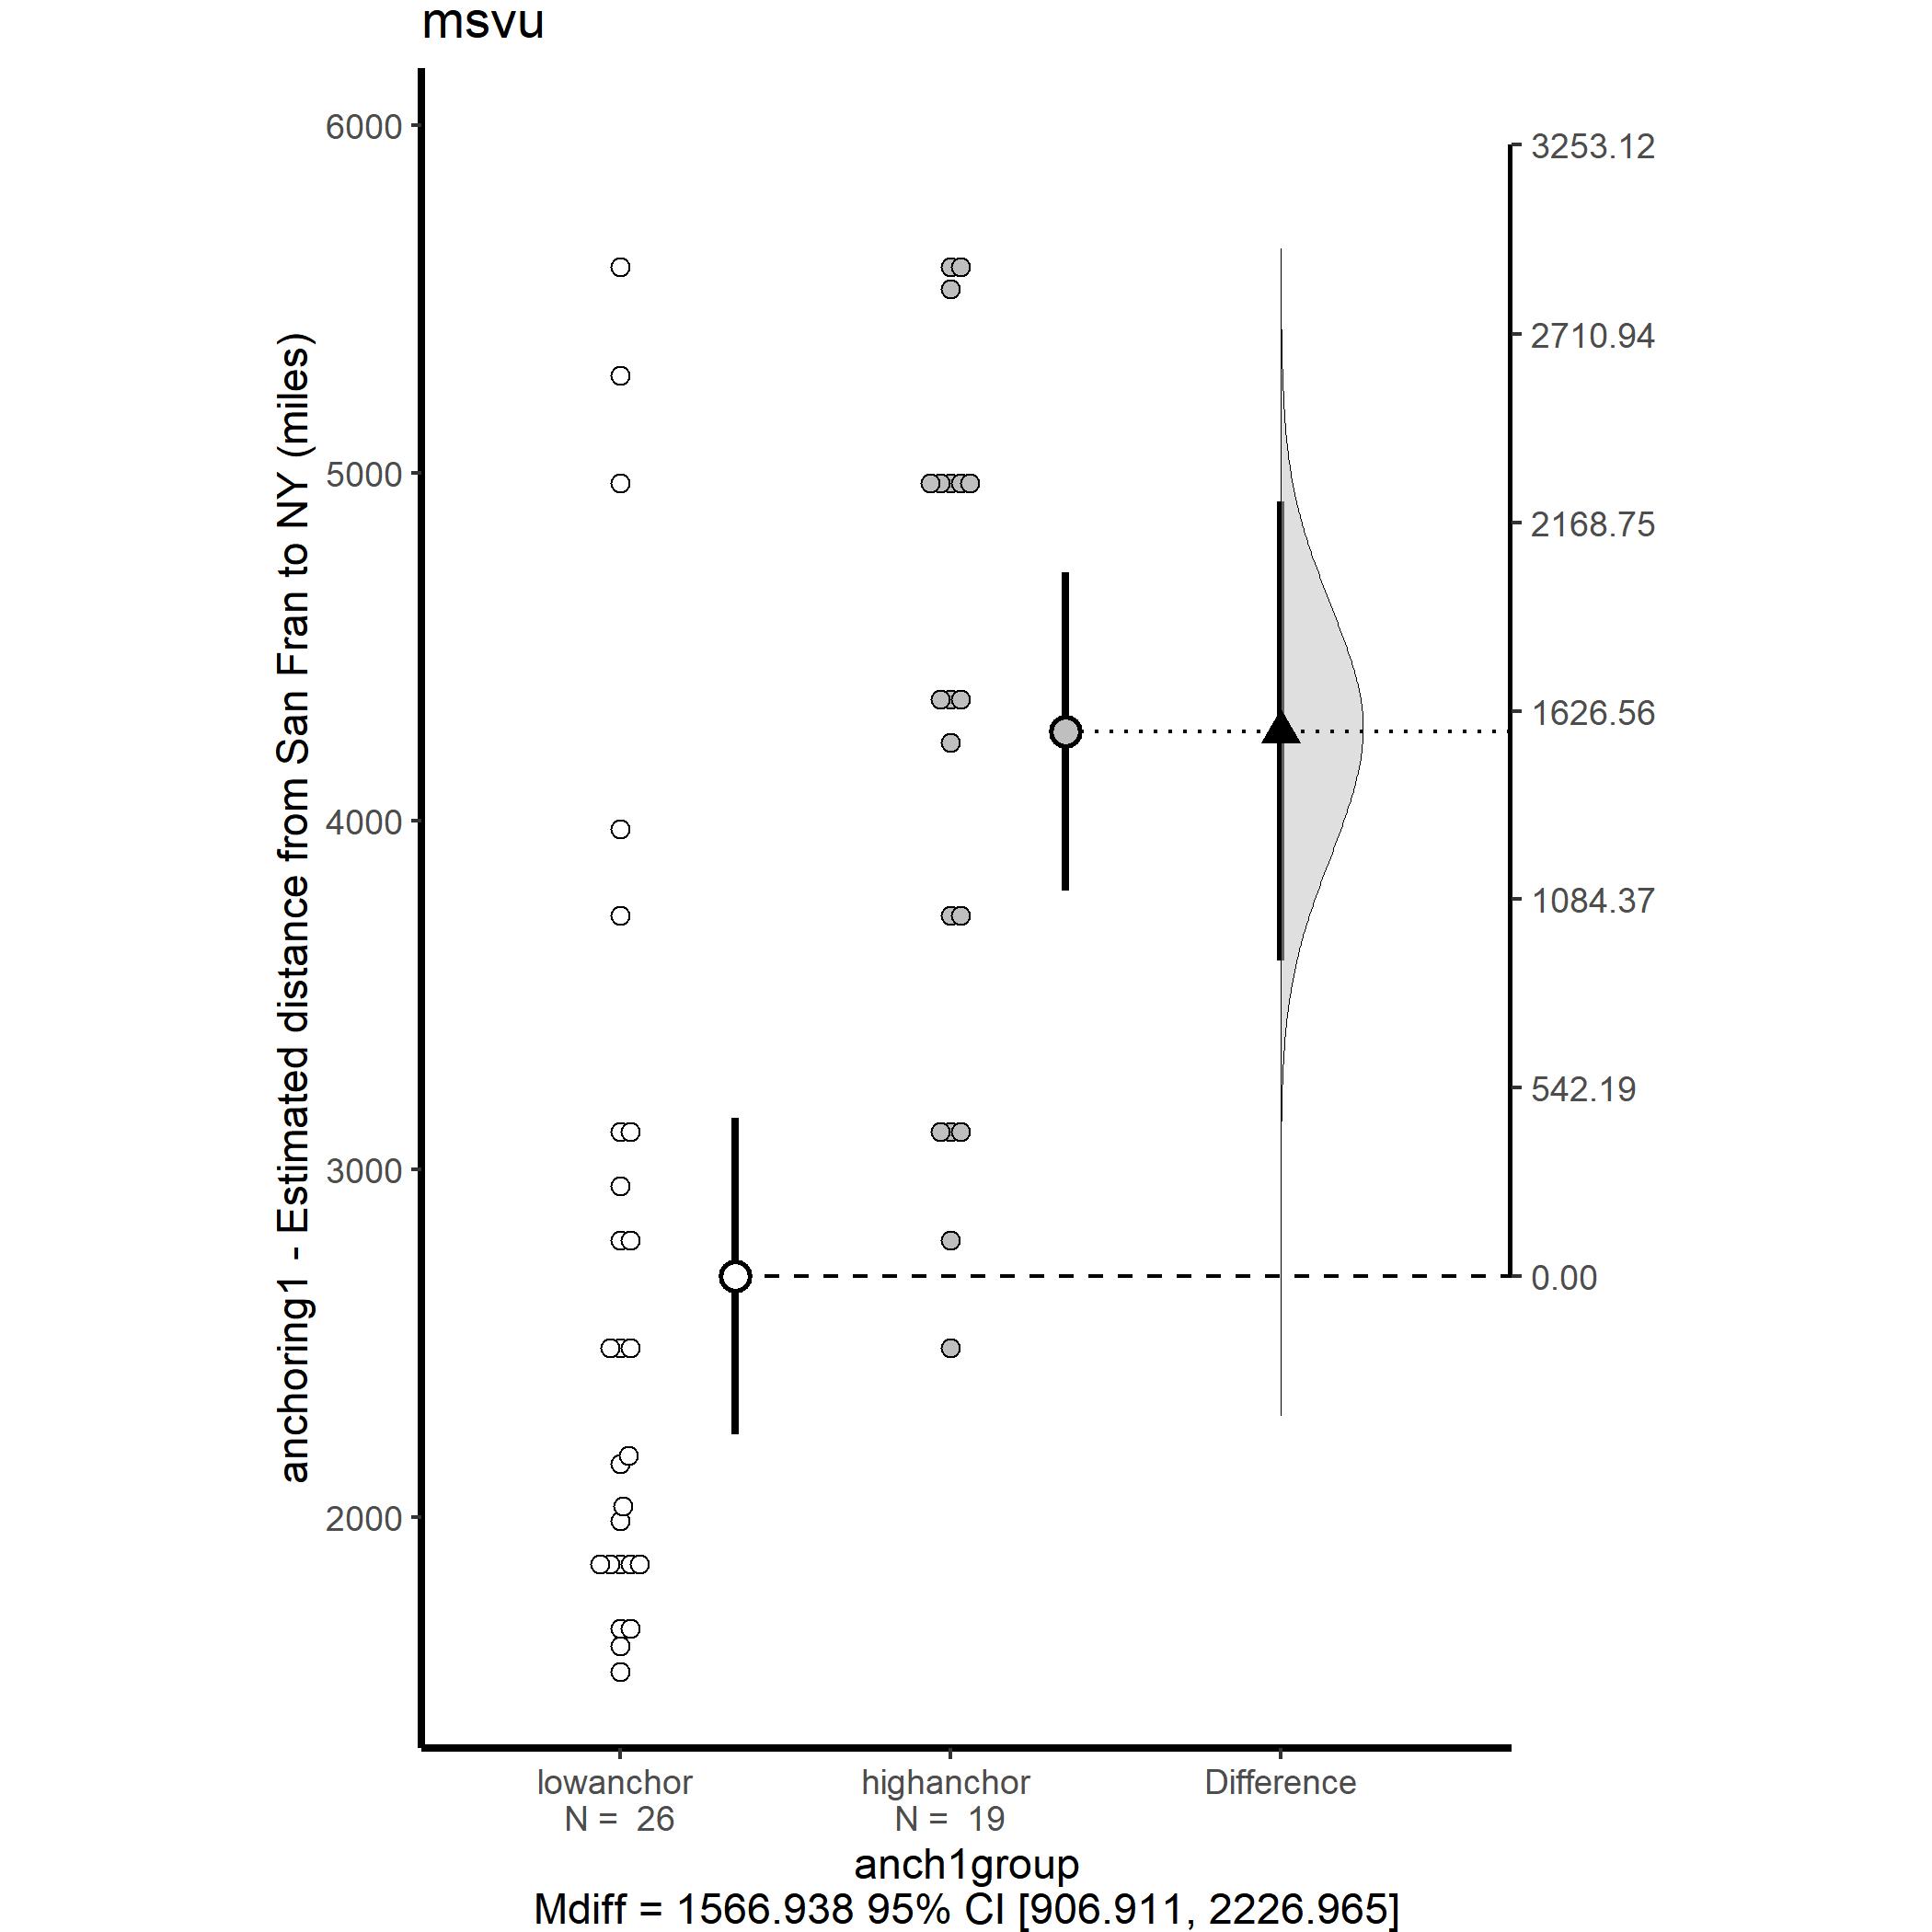 msvu
anchoring1 - Estimated distance from San Fran to NY (miles)
6000
5000
4000
3000
2000
3253.12
2710.94
2168.75
1626.56
1084.37
542.19
0.00
lowanchor
N =  26
highanchor
N =  19
Difference
anch1group
Mdiff = 1566.938 95% CI [906.911, 2226.965]